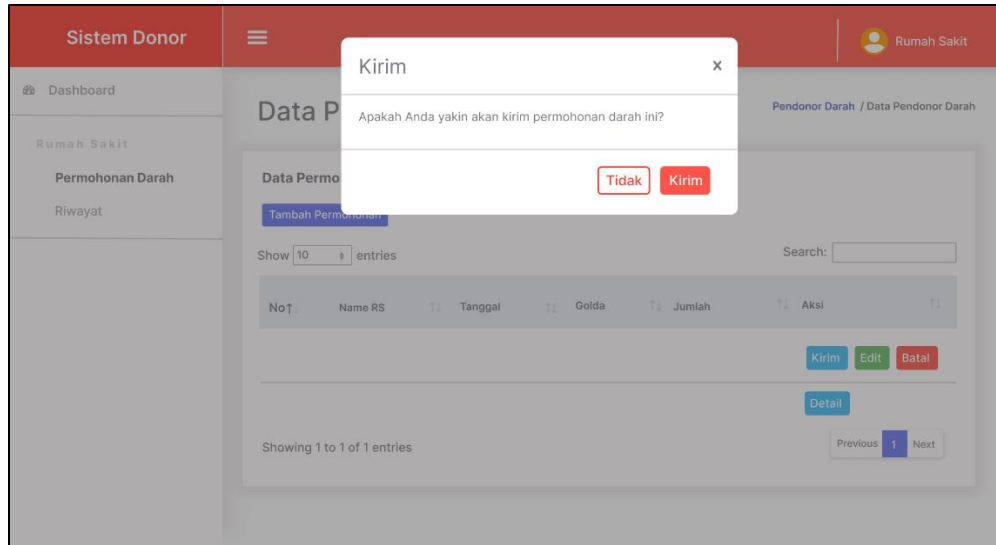 Sistem Donor
Rumah Sakit
Dashboard
Rumah Sakit
Permohonan Darah
Riwayat
Kirim
x
Apakah Anda yakin akan kirim permohonan darah ini?
Tidak Kirim
Data P
Pendonor Darah / Data Pendonor Darah
Data Permo
Tambah Permohonan
Show 10 entries
Search:
No Name RS Tanggal Golda Jumlah Aksi
Kirim Edit Batal
Detail
Showing 1 to 1 of 1 entries
Previous 1 Next